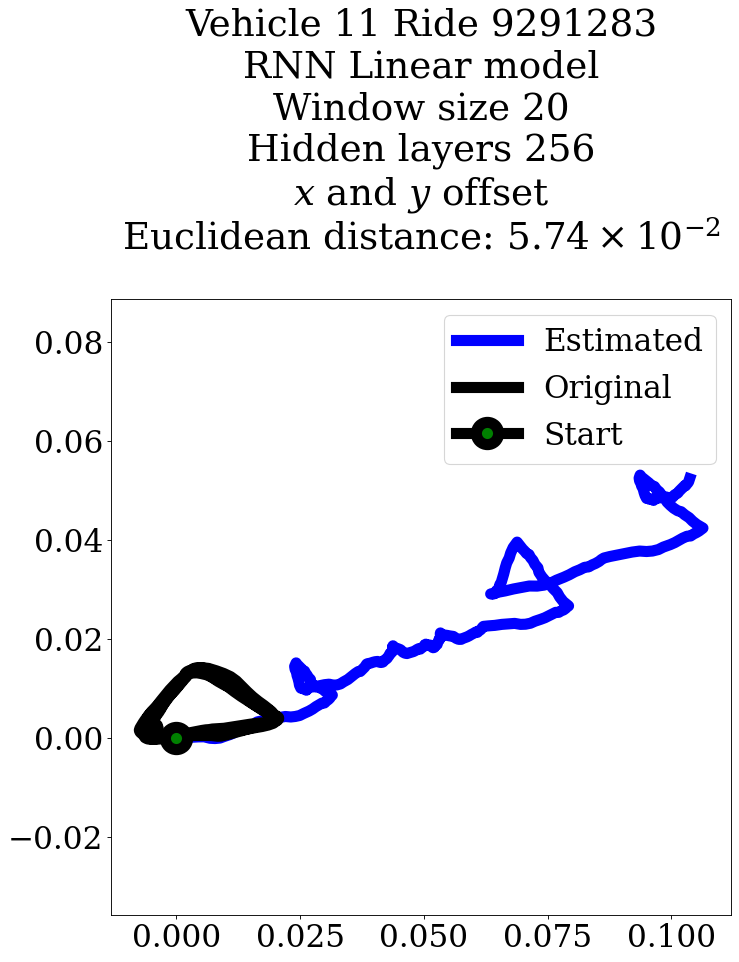 Vehicle 11 Ride 9291283
RNN Linear model
Window size 20
Hidden layers 256
x and y offset
Euclidean distance: 5.74 × 10⁻²
Estimated
Original
Start
0.08
0.06
0.04
0.02
0.00
−0.02
0.000 0.025 0.050 0.075 0.100